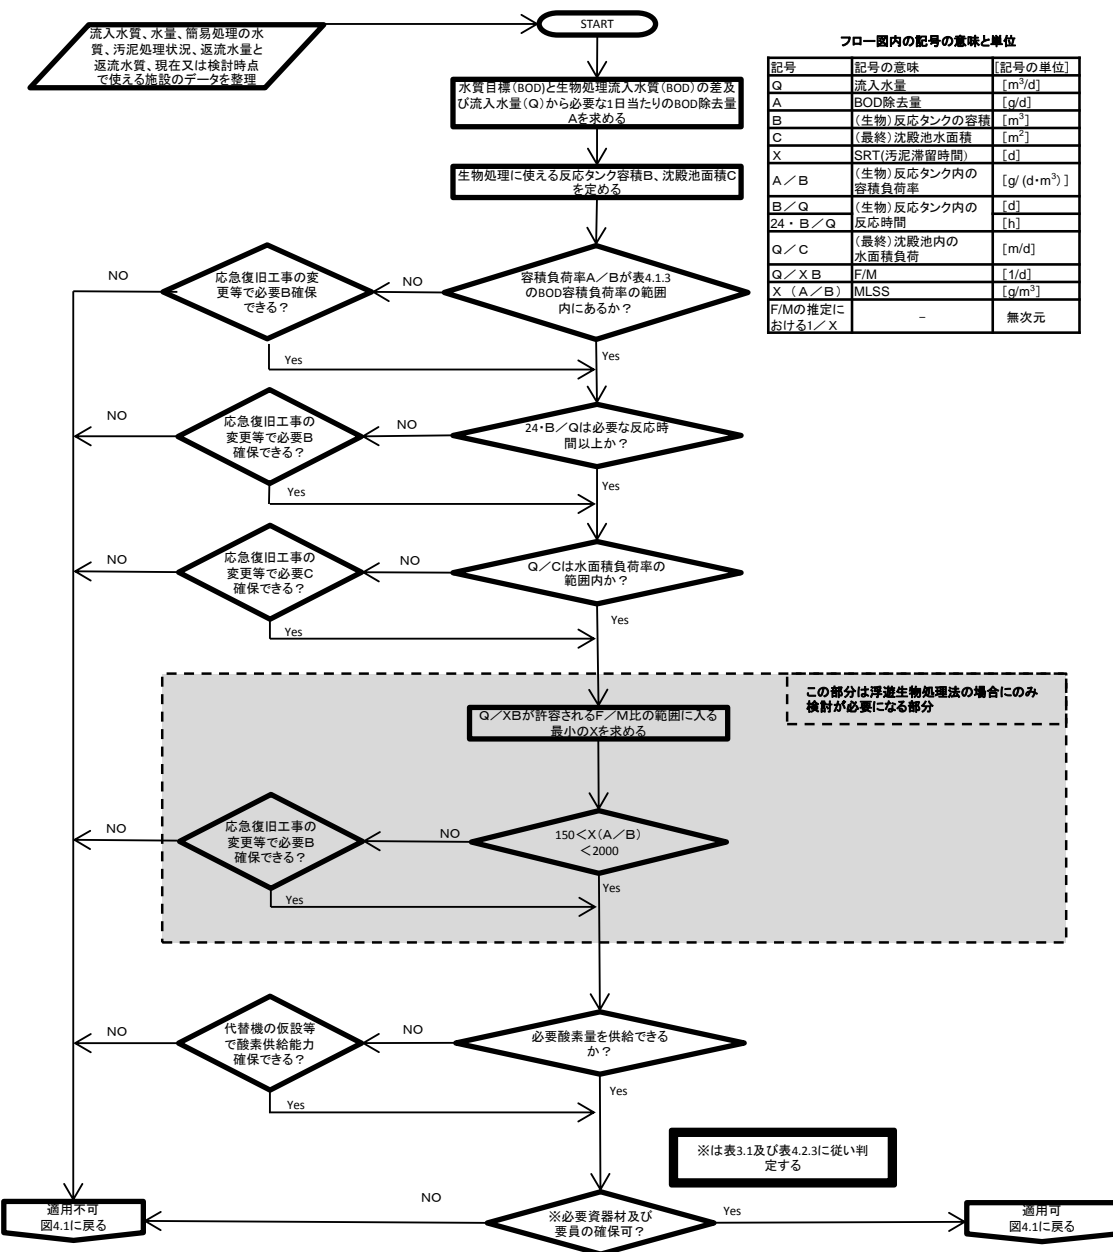 流入水質、水量、簡易処理の水
質、汚泥処理状況、返流水量と
返流水質、現在又は検討時点
で使える施設のデータを整理
START
水質目標(BOD)と生物処理流入水質(BOD)の差及
び流入水量(Q)から必要な1日当たりのBOD除去量
Aを求める
生物処理に使える反応タンク容積B、沈殿池面積C
を定める
フロー図内の記号の意味と単位
記号 記号の意味 [記号の単位]
Q 流入水量 [m³/d]
A BOD除去量 [g/d]
B (生物)反応タンクの容積 [m³]
C (最終)沈殿池水面積 [m²]
X SRT(汚泥滞留時間) [d]
A/B (生物)反応タンク内の
容積負荷率 [g/(d・m³)]
B/Q (生物)反応タンク内の [d]
24・B/Q 反応時間 [h]
Q/C (最終)沈殿池内の
水面積負荷 [m/d]
Q/XB F/M [1/d]
X(A/B) MLSS [g/m³]
F/Mの推定に
おける1/X － 無次元
容積負荷率A/Bが表4.1.3
のBOD容積負荷率の範囲
内にあるか?
NO
応急復旧工事の変
更等で必要B確保
できる?
NO
Yes
Yes
24・B/Qは必要な反応時
間以上か?
NO
応急復旧工事の
変更等で必要B
確保できる?
NO
Yes
Yes
Q/Cは水面積負荷率の
範囲内か?
NO
応急復旧工事の
変更等で必要C
確保できる?
NO
Yes
Yes
この部分は浮遊生物処理法の場合にのみ
検討が必要になる部分
Q/XBが許容されるF/M比の範囲に入る
最小のXを求める
150<X(A/B)
<2000
NO
応急復旧工事の
変更等で必要B
確保できる?
NO
Yes
Yes
必要酸素量を供給できる
か?
NO
代替機の仮設等
で酸素供給能力
確保できる?
NO
Yes
Yes
※は表3.1及び表4.2.3に従い判
定する
※必要資器材及び
要員の確保可?
NO
Yes
適用不可
図4.1に戻る
適用可
図4.1に戻る